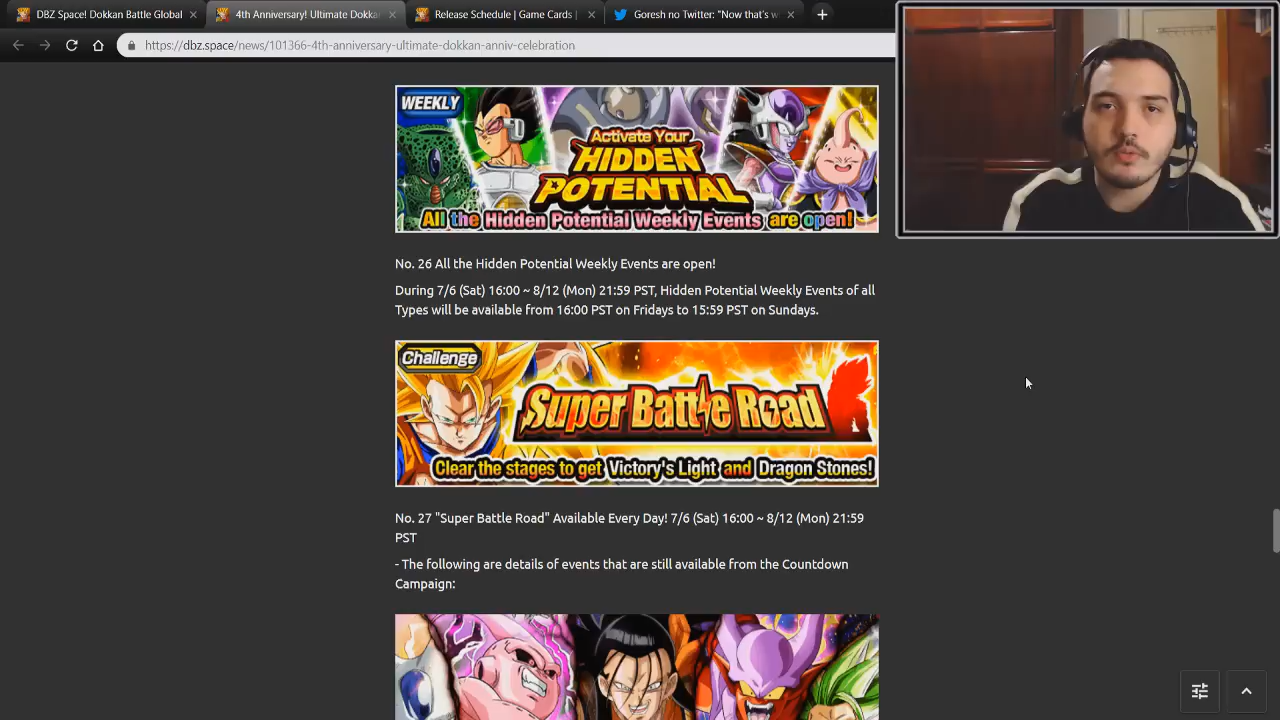 DBZ Space! Dokkan Battle Global
4th Anniversary! Ultimate Dokka
Release Schedule | Game Cards |
Goresh no Twitter: "Now that's w
https://dbz.space/news/101366-4th-anniversary-ultimate-dokkan-anniv-celebration
WEEKLY
Activate Your
HIDDEN
POTENTIAL
All the Hidden Potential Weekly Events are open!
No. 26 All the Hidden Potential Weekly Events are open!
During 7/6 (Sat) 16:00 ~ 8/12 (Mon) 21:59 PST, Hidden Potential Weekly Events of all
Types will be available from 16:00 PST on Fridays to 15:59 PST on Sundays.
Challenge
Super Battle Road
Clear the stages to get Victory's Light and Dragon Stones!
No. 27 "Super Battle Road" Available Every Day! 7/6 (Sat) 16:00 ~ 8/12 (Mon) 21:59
PST
- The following are details of events that are still available from the Countdown
Campaign: